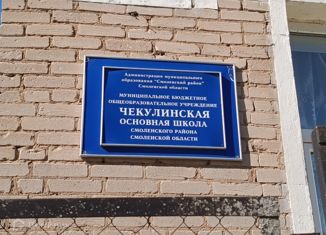 Администрация муниципального
образования "Смоленский район"
Смоленской области
МУНИЦИПАЛЬНОЕ БЮДЖЕТНОЕ
ОБЩЕОБРАЗОВАТЕЛЬНОЕ УЧРЕЖДЕНИЕ
ЧЕКУЛИНСКАЯ
ОСНОВНАЯ ШКОЛА
СМОЛЕНСКОГО РАЙОНА
СМОЛЕНСКОЙ ОБЛАСТИ